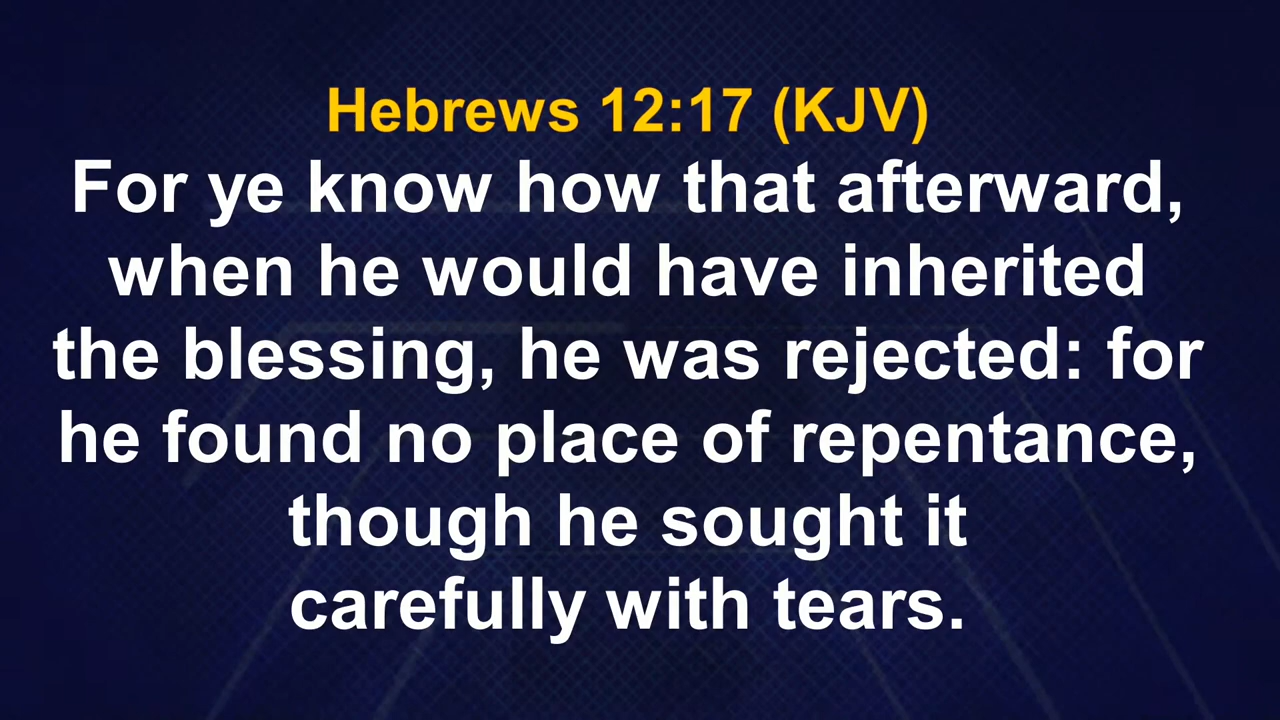 Hebrews 12:17 (KJV)
For ye know how that afterward,
when he would have inherited
the blessing, he was rejected: for
he found no place of repentance,
though he sought it
carefully with tears.